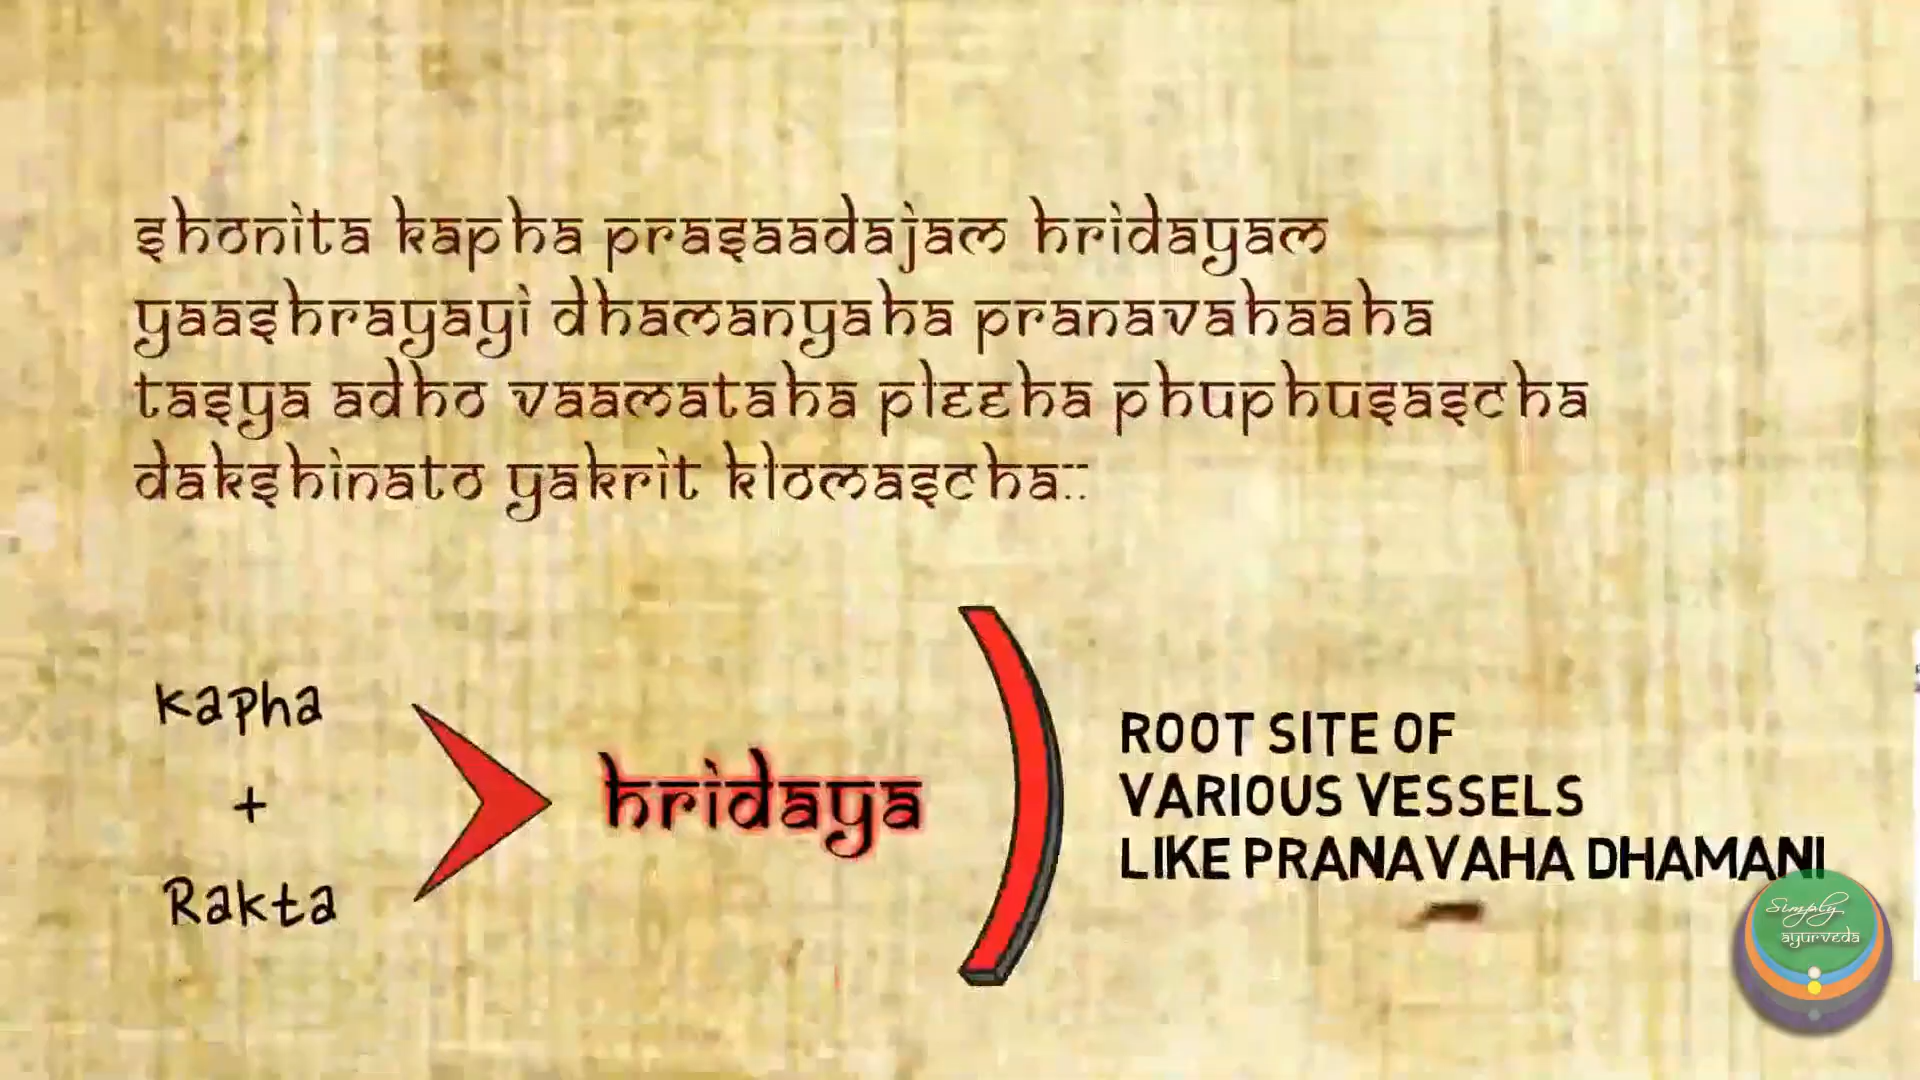 shonita kapha prasaadajam hridayam
yaashrayayi dhamanyaha pranavahaaha
tasya adho vaamataha pleeha phuphusascha
dakshinato yakrit klomascha::
kapha
+
Rakta
hridaya
ROOT SITE OF
VARIOUS VESSELS
LIKE PRANAVAHA DHAMANI
Simply
ayurveda